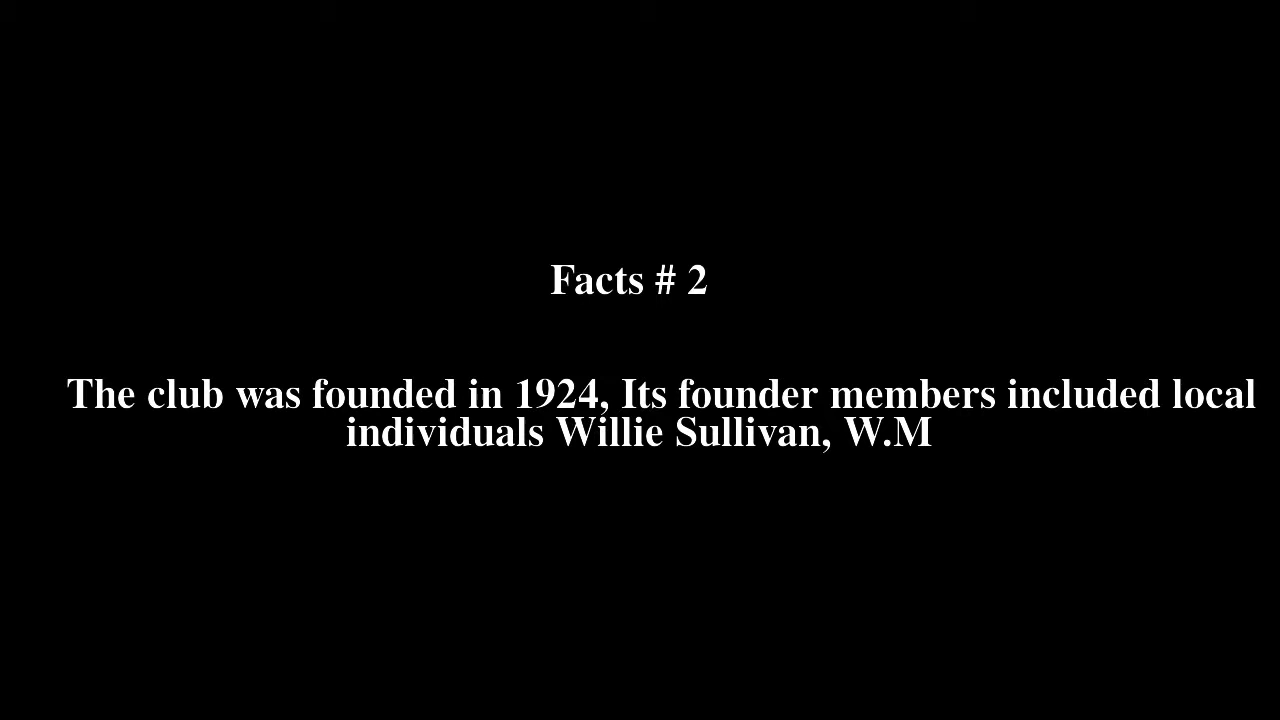 Facts # 2
The club was founded in 1924, Its founder members included local
individuals Willie Sullivan, W.M